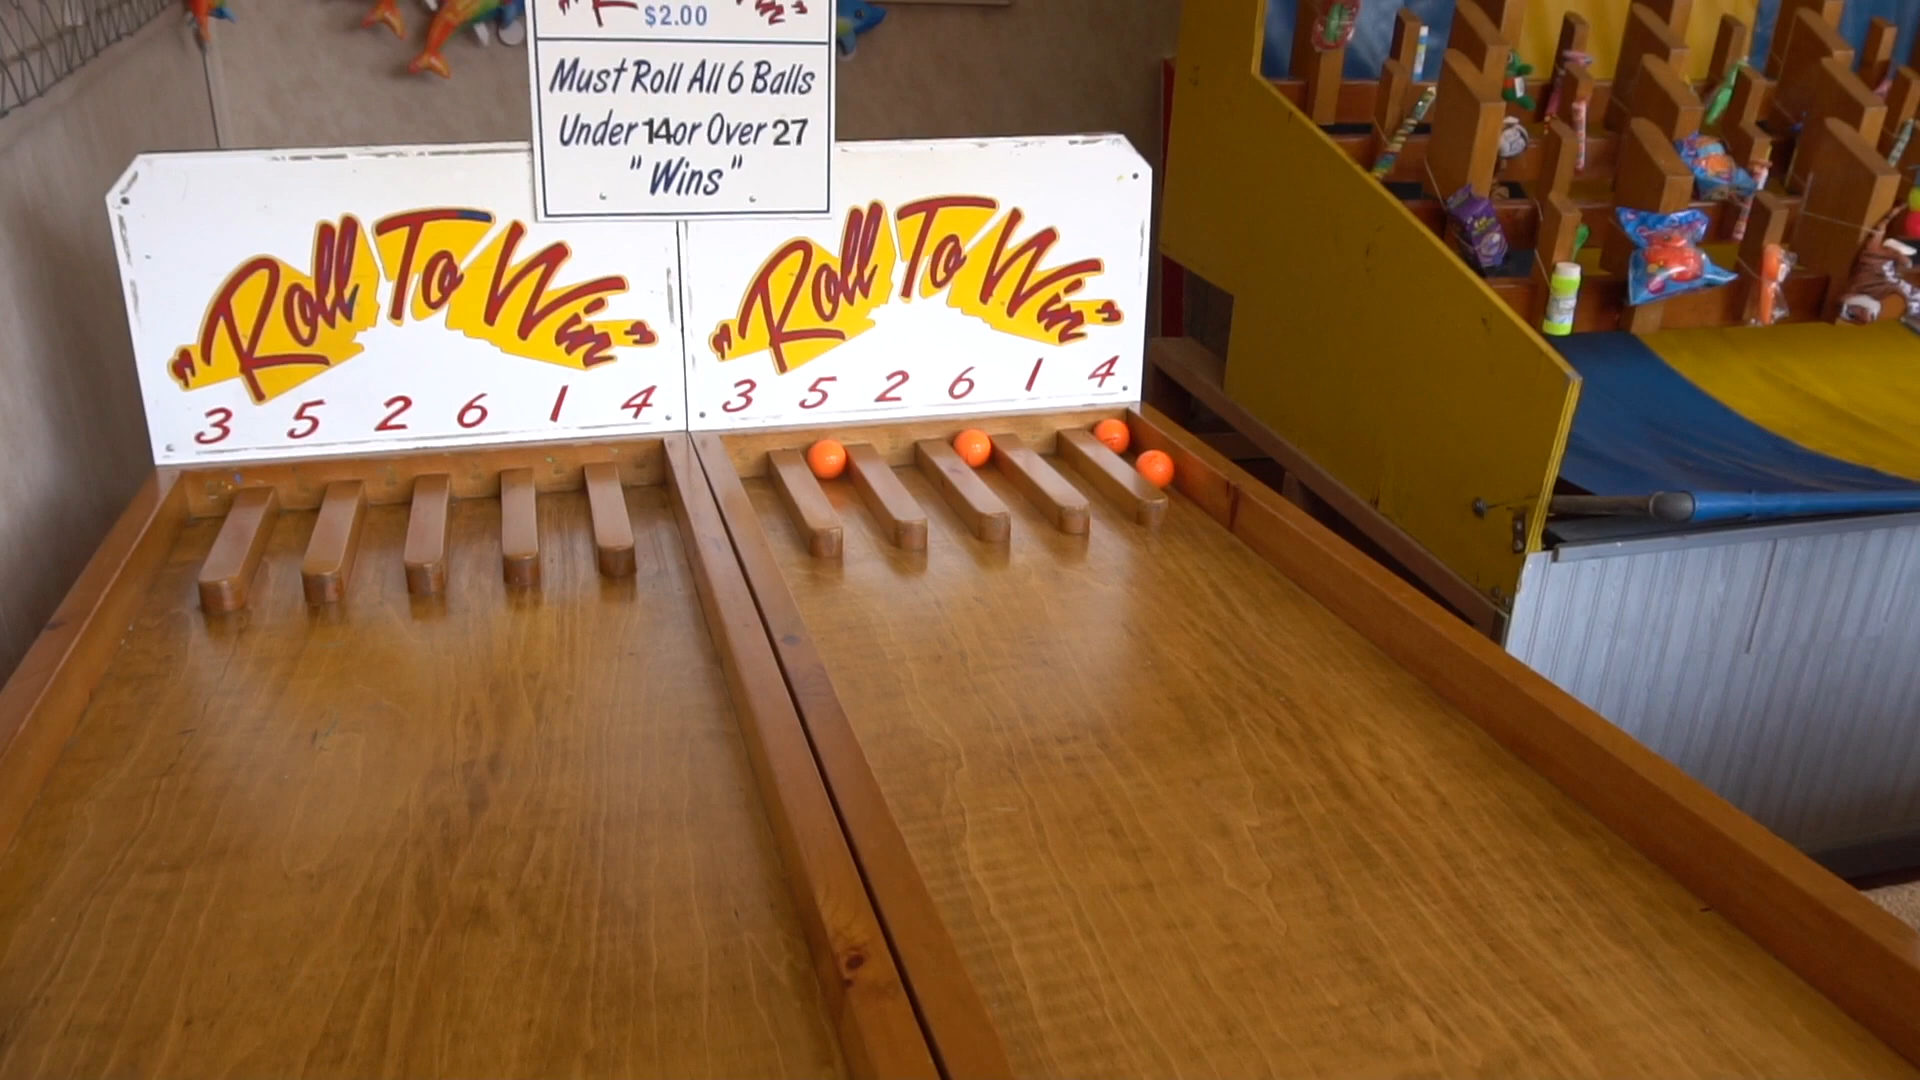 $2.00
Must Roll All 6 Balls
Under 14 or Over 27
"Wins"
"Roll To Win"
3 5 2 6 1 4
"Roll To Win"
3 5 2 6 1 4